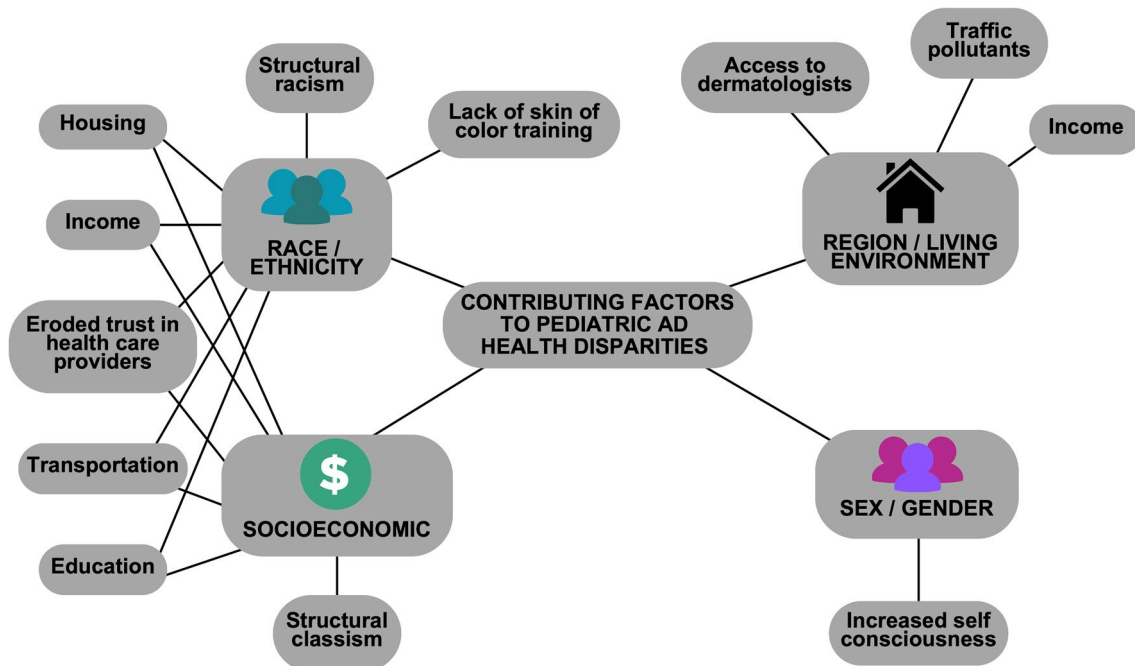 Structural
racism
Lack of skin of
color training
Housing
Income
Eroded trust in
health care
providers
Transportation
Education
RACE /
ETHNICITY
$
SOCIOECONOMIC
Structural
classism
CONTRIBUTING FACTORS
TO PEDIATRIC AD
HEALTH DISPARITIES
Access to
dermatologists
Traffic
pollutants
Income
REGION / LIVING
ENVIRONMENT
SEX / GENDER
Increased self
consciousness